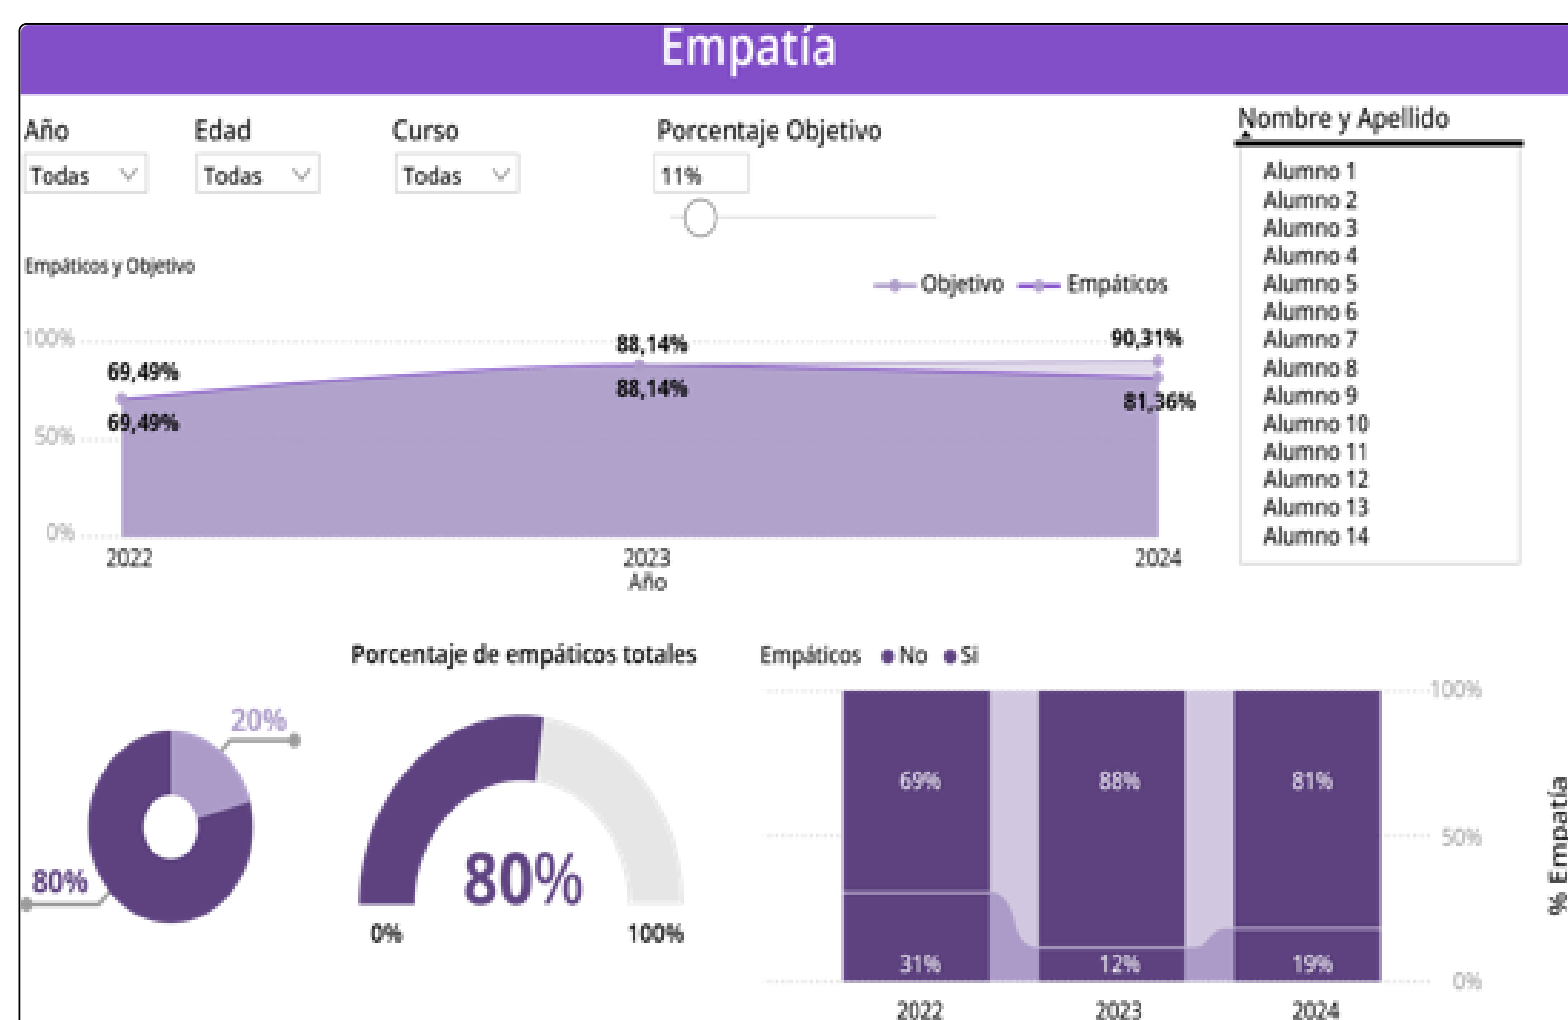 Empatía
Año
Edad
Curso
Porcentaje Objetivo
Nombre y Apellido
Todas
Todas
Todas
11%
Alumno 1
Alumno 2
Alumno 3
Alumno 4
Alumno 5
Alumno 6
Alumno 7
Alumno 8
Alumno 9
Alumno 10
Alumno 11
Alumno 12
Alumno 13
Alumno 14
Empáticos y Objetivo
Objetivo
Empáticos
100%
50%
0%
69,49%
69,49%
88,14%
88,14%
90,31%
81,36%
2022
2023
2024
Año
20%
80%
Porcentaje de empáticos totales
80%
0%
100%
Empáticos
No
Si
100%
50%
0%
69%
88%
81%
31%
12%
19%
2022
2023
2024
% Empatía